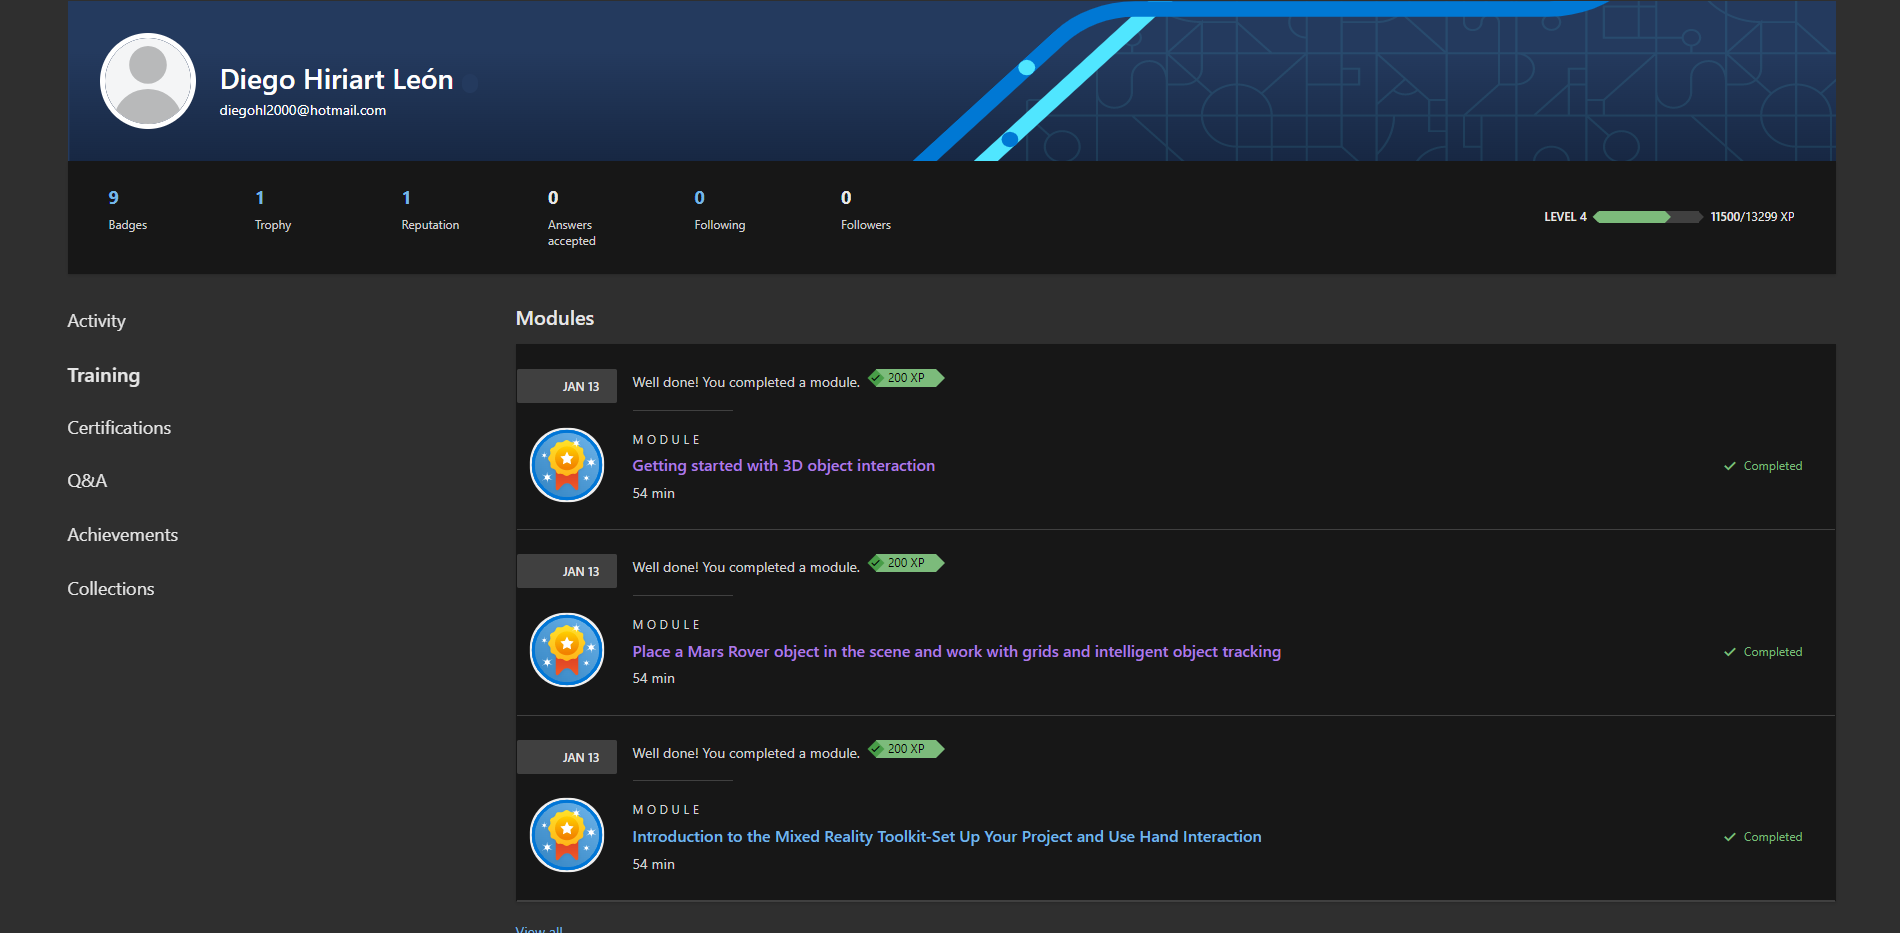 Diego Hiriart León
diegohl2000@hotmail.com
9
Badges
1
Trophy
1
Reputation
0
Answers
accepted
0
Following
0
Followers
LEVEL 4 11500/13299 XP
Activity
Training
Certifications
Q&A
Achievements
Collections
Modules
JAN 13
Well done! You completed a module. 200 XP
MODULE
Getting started with 3D object interaction
54 min
Completed
JAN 13
Well done! You completed a module. 200 XP
MODULE
Place a Mars Rover object in the scene and work with grids and intelligent object tracking
54 min
Completed
JAN 13
Well done! You completed a module. 200 XP
MODULE
Introduction to the Mixed Reality Toolkit-Set Up Your Project and Use Hand Interaction
54 min
Completed
View all